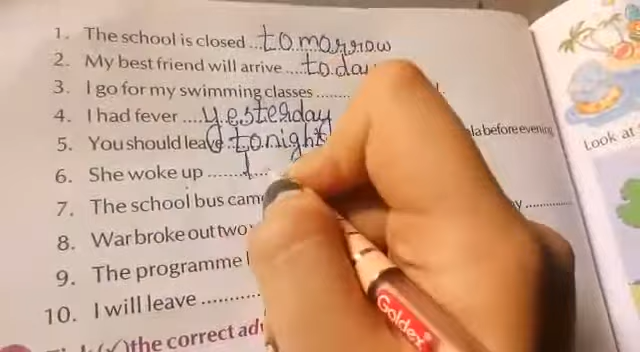 1. The school is closed ...tomorrow
2. My best friend will arrive ....today
3. I go for my swimming classes ........
4. I had fever ....yesterday
5. You should leave tonight before evening
6. She woke up ........
7. The school bus came
8. War broke out two
9. The programme
10. I will leave ...........
Look at
(✓) the correct
Goldex